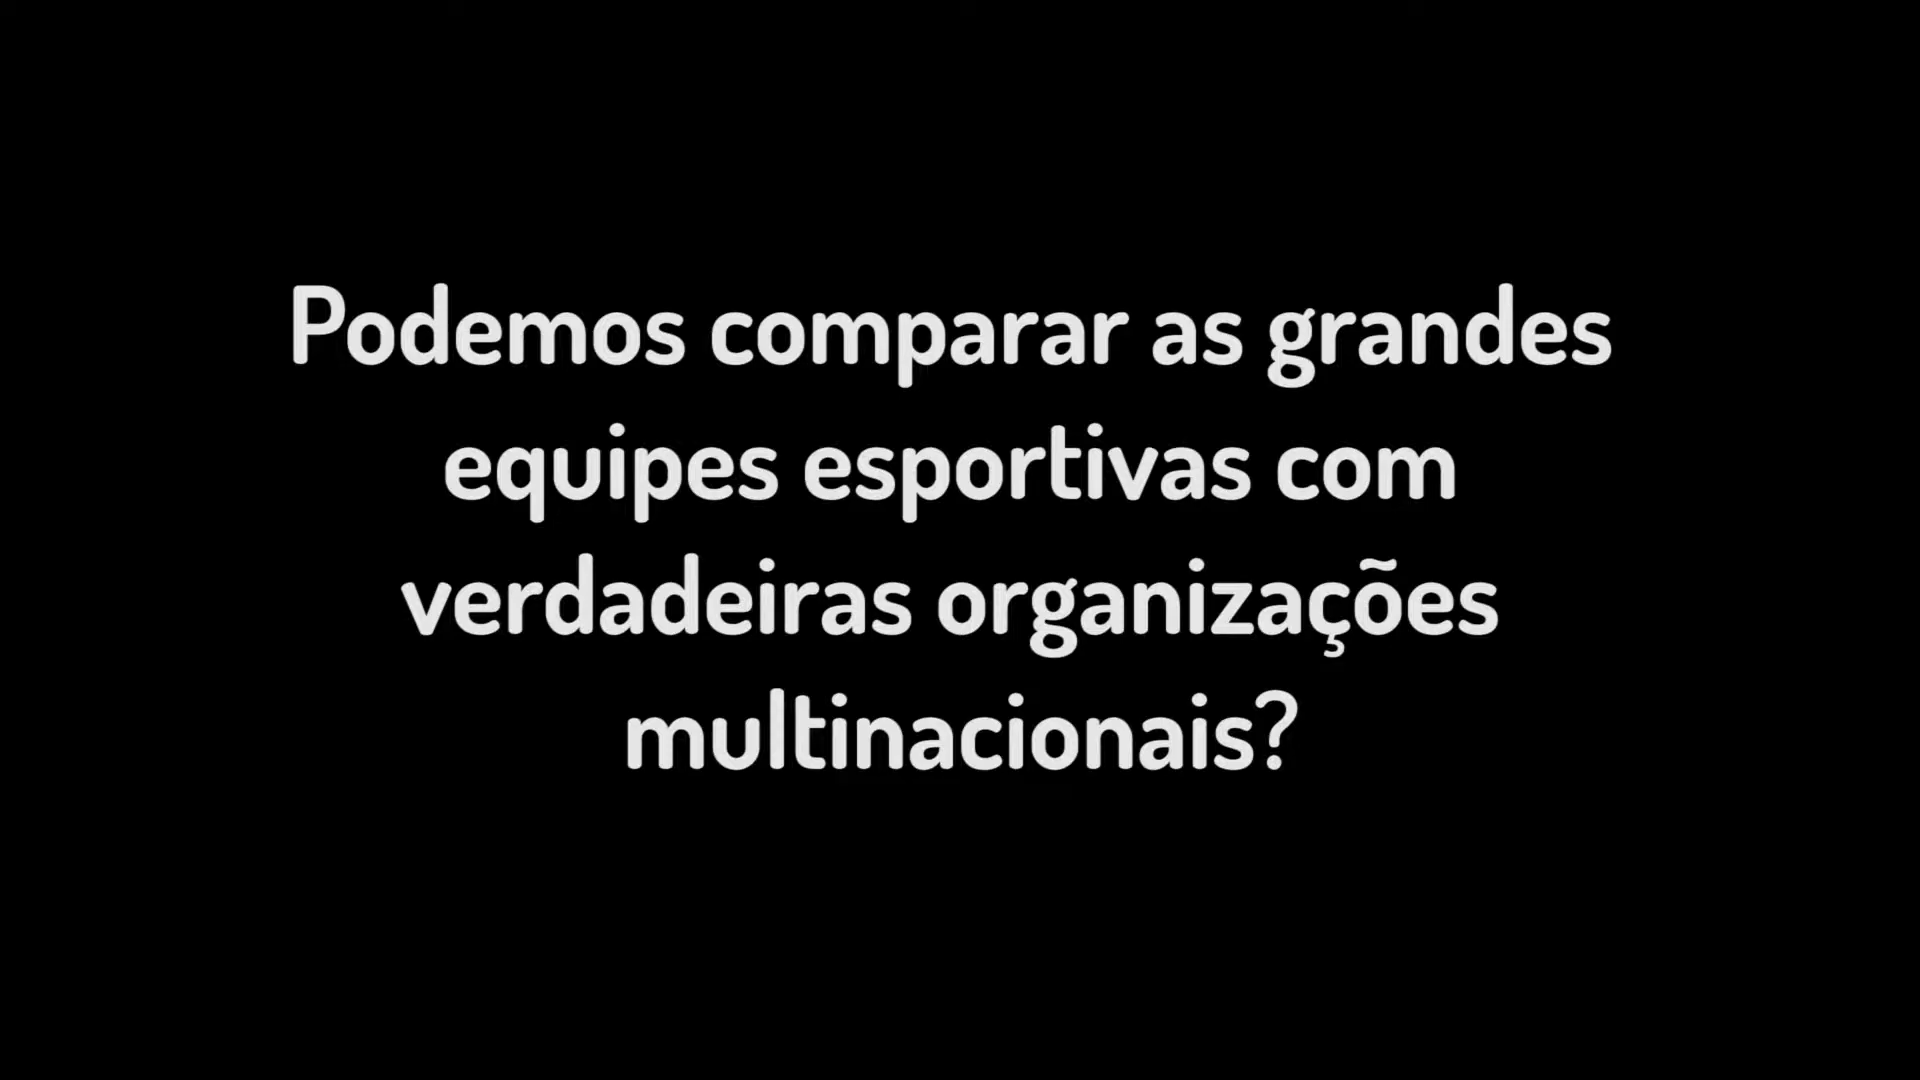 Podemos comparar as grandes
equipes esportivas com
verdadeiras organizações
multinacionais?